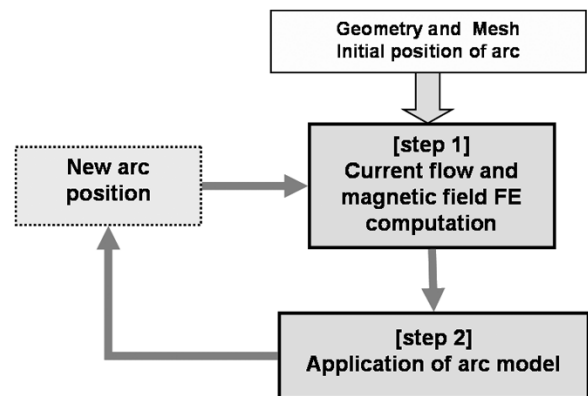 Geometry and Mesh
Initial position of arc
[step 1]
Current flow and
magnetic field FE
computation
New arc
position
[step 2]
Application of arc model